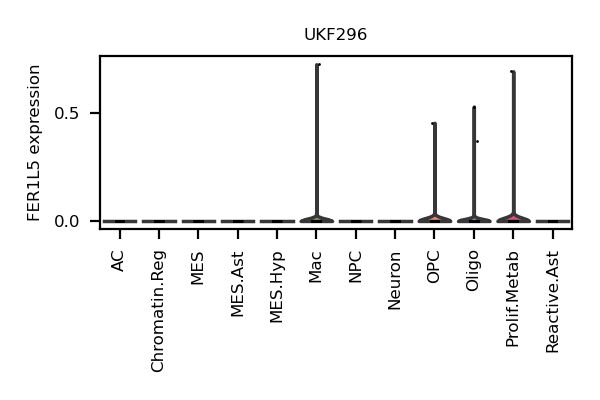 UKF296
FER1L5 expression
0.5
0.0
AC
Chromatin.Reg
MES
MES.Ast
MES.Hyp
Mac
NPC
Neuron
OPC
Oligo
Prolif.Metab
Reactive.Ast